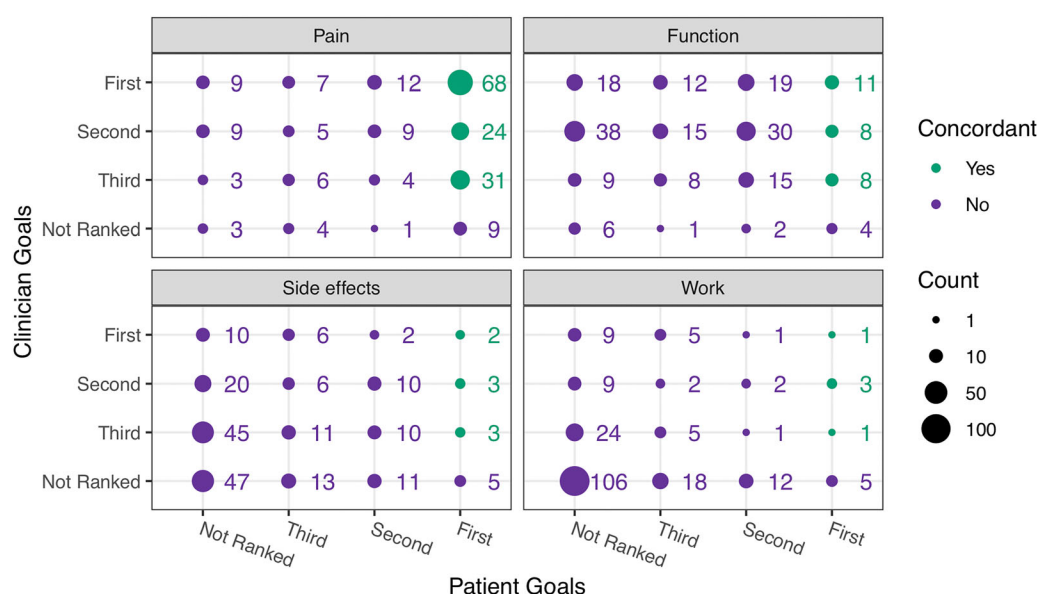 Pain
Function
First 9 7 12 68 18 12 19 11
Second 9 5 9 24 38 15 30 8
Third 3 6 4 31 9 8 15 8
Not Ranked 3 4 1 9 6 1 2 4
Side effects
Work
First 10 6 2 2 9 5 1 1
Second 20 6 10 3 9 2 2 3
Third 45 11 10 3 24 5 1 1
Not Ranked 47 13 11 5 106 18 12 5
Not Ranked Third Second First Not Ranked Third Second First
Patient Goals
Clinician Goals
Concordant
Yes
No
Count
1
10
50
100